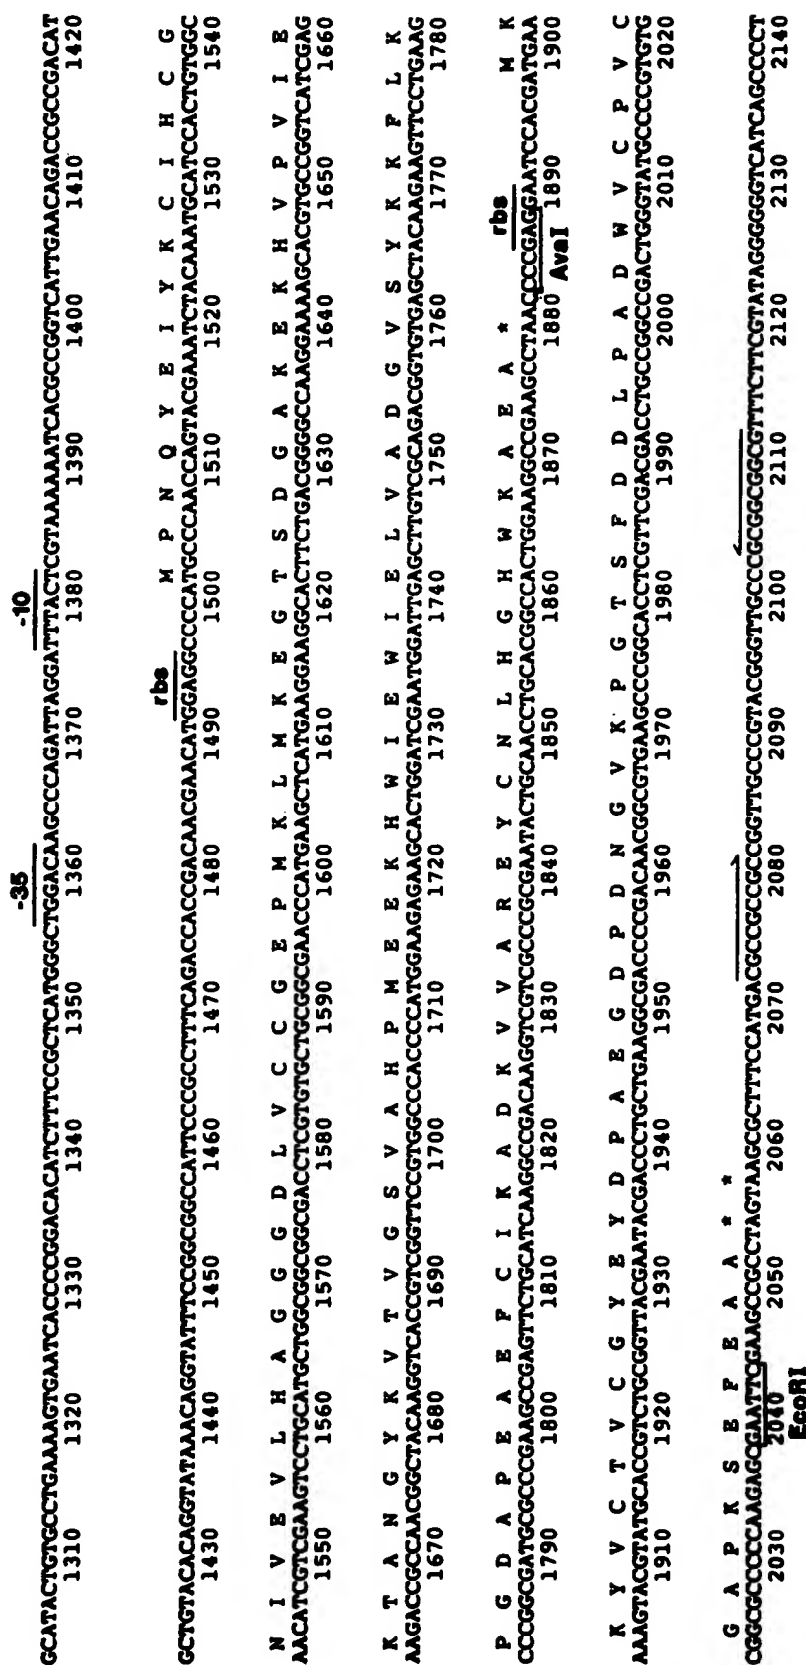 -35 -10
GCATACTGTGCCTGAAAAGTGAATCACCCCGGACACATCTTTCCGCTCATGGGCTGGACAAGCCCAGATTAGGATTTACTCGTAAAAAATCACGCCGGTCATTGAACAGACCGCCGACAT
1310 1320 1330 1340 1350 1360 1370 1380 1390 1400 1410 1420
rbs
M P N Q Y E I Y K C I H C G
GCTGTACACAGGTATAAACAGGTATTTCCGGCGGCCATTCCCGCCTTTCAGACCACCGACAACGAACATGGAGGCCCCATGCCCAACCAGTACGAAATCTACAAATGCATCCACTGTGGC
1430 1440 1450 1460 1470 1480 1490 1500 1510 1520 1530 1540
N I V E V L H A G G G D L V C C G E P M K L M K E G T S D G A K E K H V P V I E
AACATCGTCGAAGTCCTGCATGCTGGCGGCGGCGACCTCGTGTGCTGCGGCGAACCCATGAAGCTCATGAAGGAAGGCACTTCTGACGGGGCCAAGGAAAAGCACGTGCCGGTCATCGAG
1550 1560 1570 1580 1590 1600 1610 1620 1630 1640 1650 1660
K T A N G Y K V T V G S V A H P M E E K H W I E W I E L V A D G V S Y K K F L K
AAGACCGCCAACGGCTACAAGGTCACCGTCGGTTCCGTGGCCCACCCCATGGAAGAGAAGCACTGGATCGAATGGATTGAGCTTGTCGCAGACGGTGTGAGCTACAAGAAGTTCCTGAAG
1670 1680 1690 1700 1710 1720 1730 1740 1750 1760 1770 1780
rbs
P G D A P E A E F C I K A D K V V A R E Y C N L H G H W K A E A * M K
CCCGGCGATGCGCCCGAAGCCGAGTTCTGCATCAAGGCCGACAAGGTCGTCGCCCGCGAATACTGCAACCTGCACGGCCACTGGAAGGCCGAAGCCTAACCCCGAGGAATCCACGATGAA
1790 1800 1810 1820 1830 1840 1850 1860 1870 1880 1890 1900
AvaI
K Y V C T V C G Y E Y D P A E G D P D N G V K P G T S F D D L P A D W V C P V C
AAAGTACGTATGCACCGTCTGCGGTTACGAATACGACCCTGCTGAAGGCGACCCCGACAACGGCGTGAAGCCCGGCACCTCGTTCGACGACCTGCCGGCCGACTGGGTATGCCCCGTGTG
1910 1920 1930 1940 1950 1960 1970 1980 1990 2000 2010 2020
G A P K S E F E A A * *
CGGCGCCCCCAAGAGCGAATTCGAAGCCGCCTAGTAAGCGCTTTCCATGACGCCGCCGCCGGTTGCCCGTACGGGTTGCCCGCGGCGGCGTTTCTTCGTATAGGGGGTCATCAGCCCCT
2030 2040 2050 2060 2070 2080 2090 2100 2110 2120 2130 2140
EcoRI